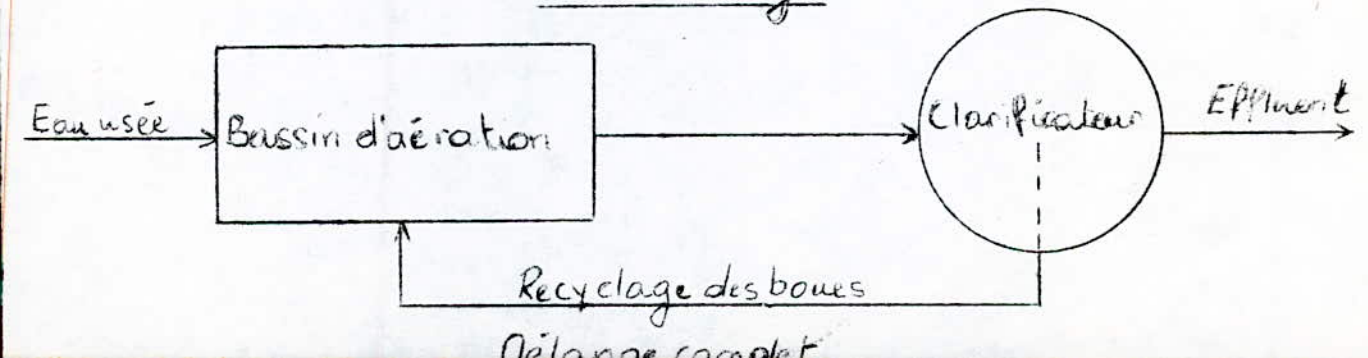 Eau usée
Bassin d'aération
Clarificateur
Effluent
Recyclage des boues
Mélange complet